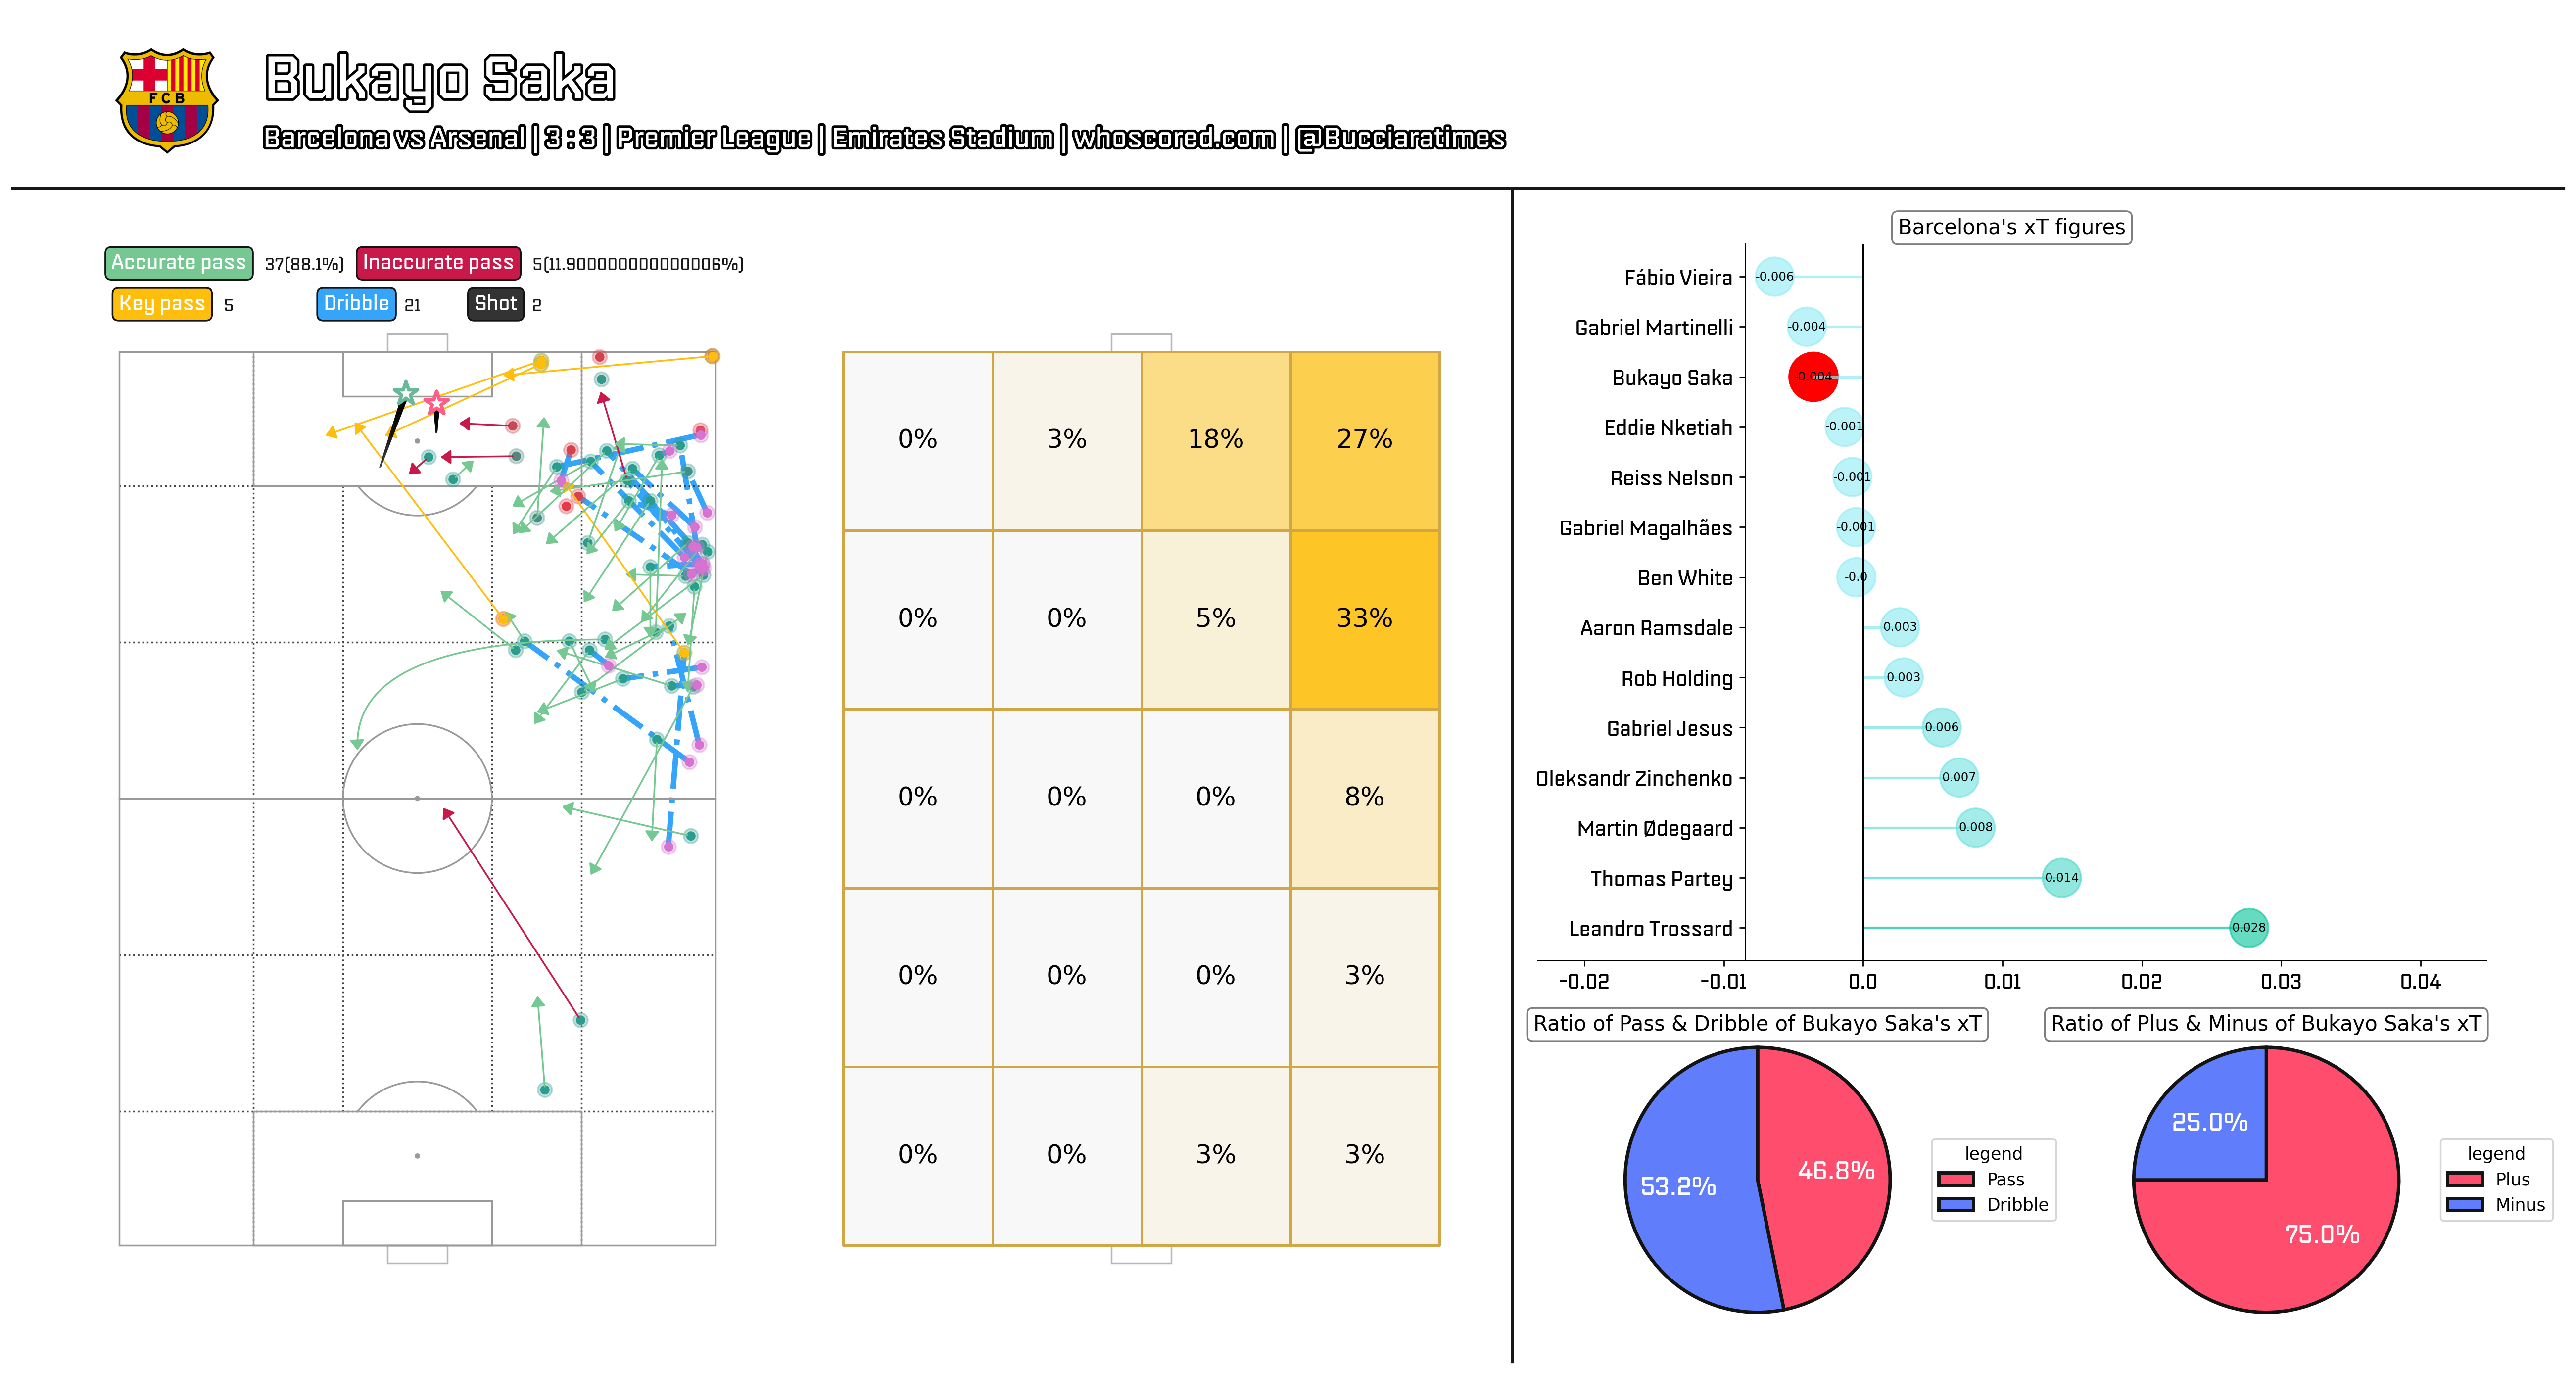 FCB
Bukayo Saka
Barcelona vs Arsenal | 3 : 3 | Premier League | Emirates Stadium | whoscored.com | @Bucciaratimes
Accurate pass 37(88.1%) Inaccurate pass 5(11.900000000000006%)
Key pass 5 Dribble 21 Shot 2
0% 3% 18% 27%
0% 0% 5% 33%
0% 0% 0% 8%
0% 0% 0% 3%
0% 0% 3% 3%
Barcelona's xT figures
Fábio Vieira -0.006
Gabriel Martinelli -0.004
Bukayo Saka -0.004
Eddie Nketiah -0.001
Reiss Nelson -0.001
Gabriel Magalhães -0.001
Ben White -0.0
Aaron Ramsdale 0.003
Rob Holding 0.003
Gabriel Jesus 0.006
Oleksandr Zinchenko 0.007
Martin Ødegaard 0.008
Thomas Partey 0.014
Leandro Trossard 0.028
-0.02 -0.01 0.0 0.01 0.02 0.03 0.04
Ratio of Pass & Dribble of Bukayo Saka's xT
53.2% 46.8%
legend
Pass
Dribble
Ratio of Plus & Minus of Bukayo Saka's xT
25.0%
75.0%
legend
Plus
Minus